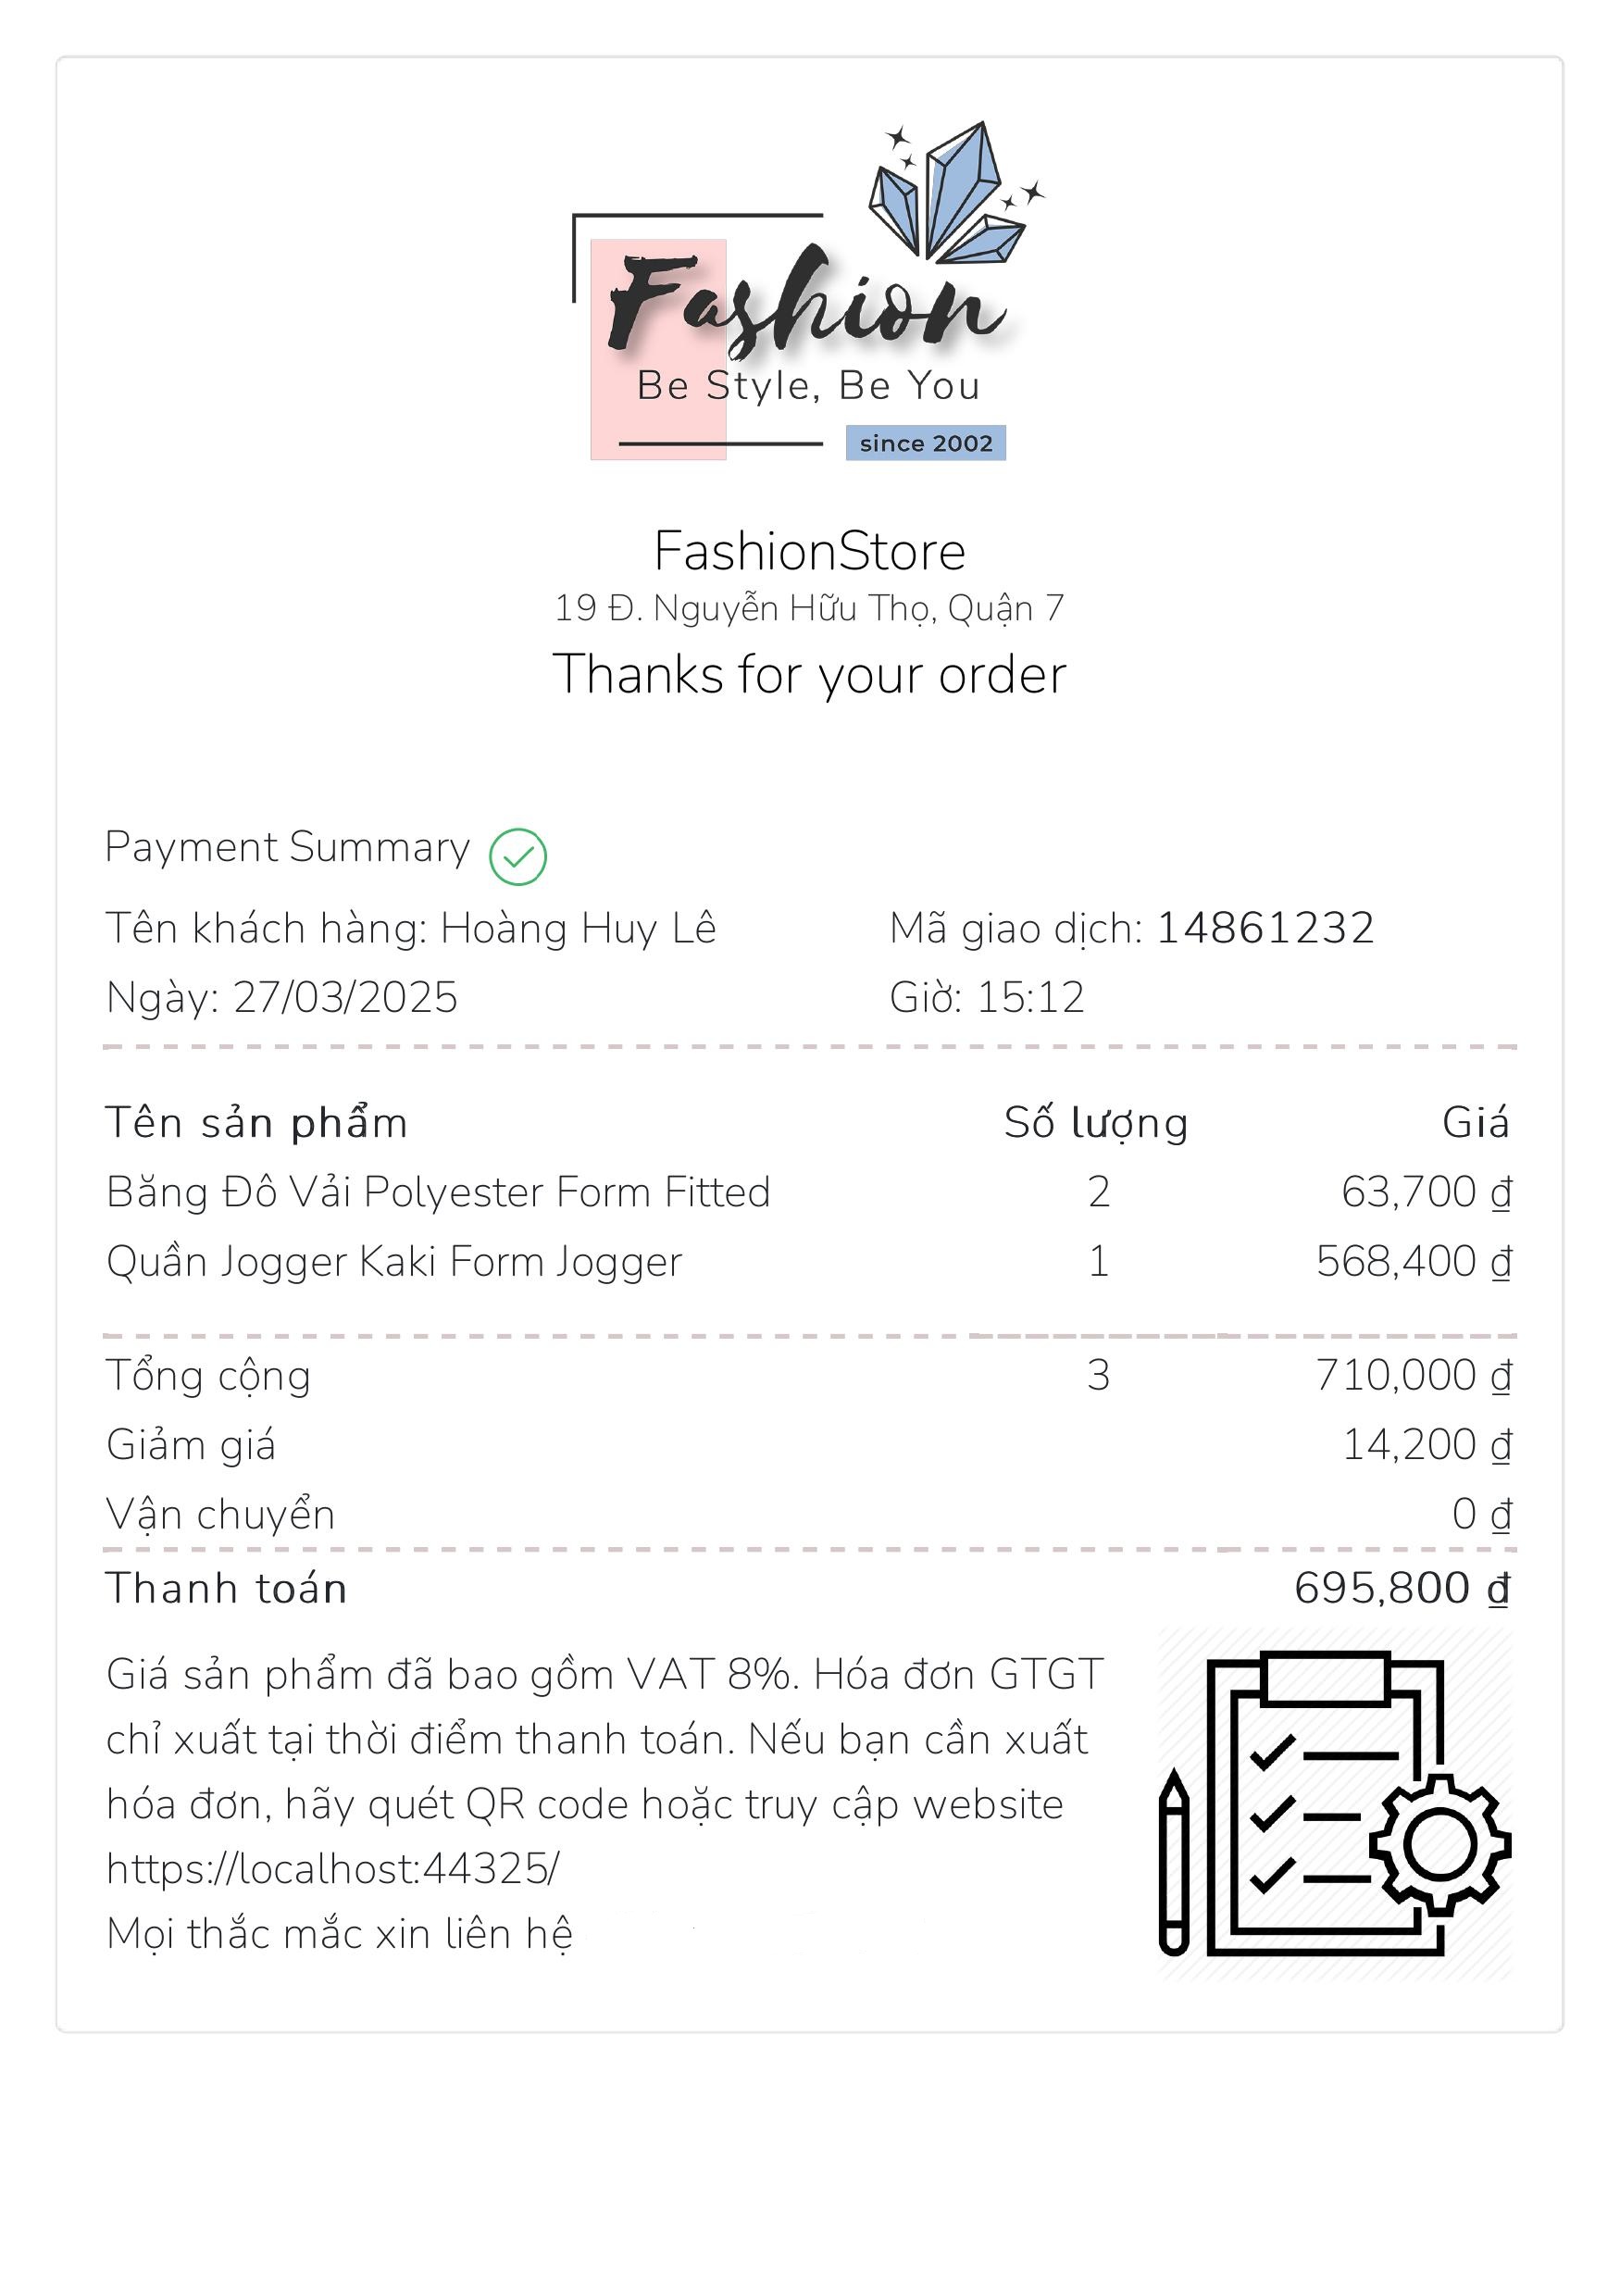 Fashion
Be Style, Be You
since 2002
FashionStore
19 Đ. Nguyễn Hữu Thọ, Quận 7
Thanks for your order
Payment Summary
Tên khách hàng: Hoàng Huy Lê Mã giao dịch: 14861232
Ngày: 27/03/2025 Giờ: 15:12
Tên sản phẩm Số lượng Giá
Băng Đô Vải Polyester Form Fitted 2 63,700 ₫
Quần Jogger Kaki Form Jogger 1 568,400 ₫
Tổng cộng 3 710,000 ₫
Giảm giá 14,200 ₫
Vận chuyển 0 ₫
Thanh toán 695,800 ₫
Giá sản phẩm đã bao gồm VAT 8%. Hóa đơn GTGT
chỉ xuất tại thời điểm thanh toán. Nếu bạn cần xuất
hóa đơn, hãy quét QR code hoặc truy cập website
https://localhost:44325/
Mọi thắc mắc xin liên hệ